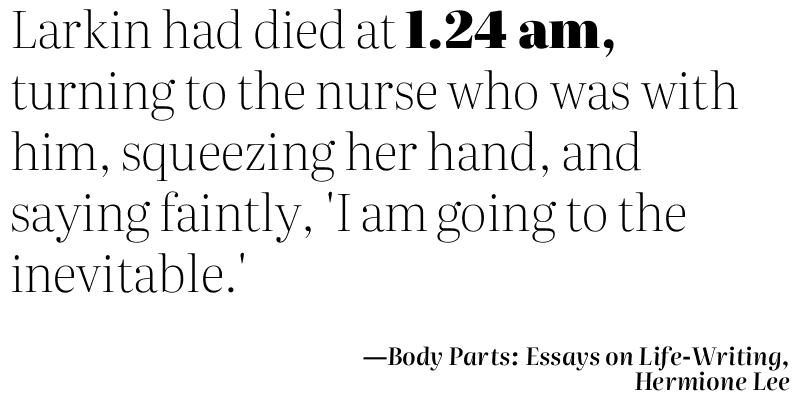 Larkin had died at 1.24 am,
turning to the nurse who was with
him, squeezing her hand, and
saying faintly, 'I am going to the
inevitable.'
—Body Parts: Essays on Life-Writing,
Hermione Lee